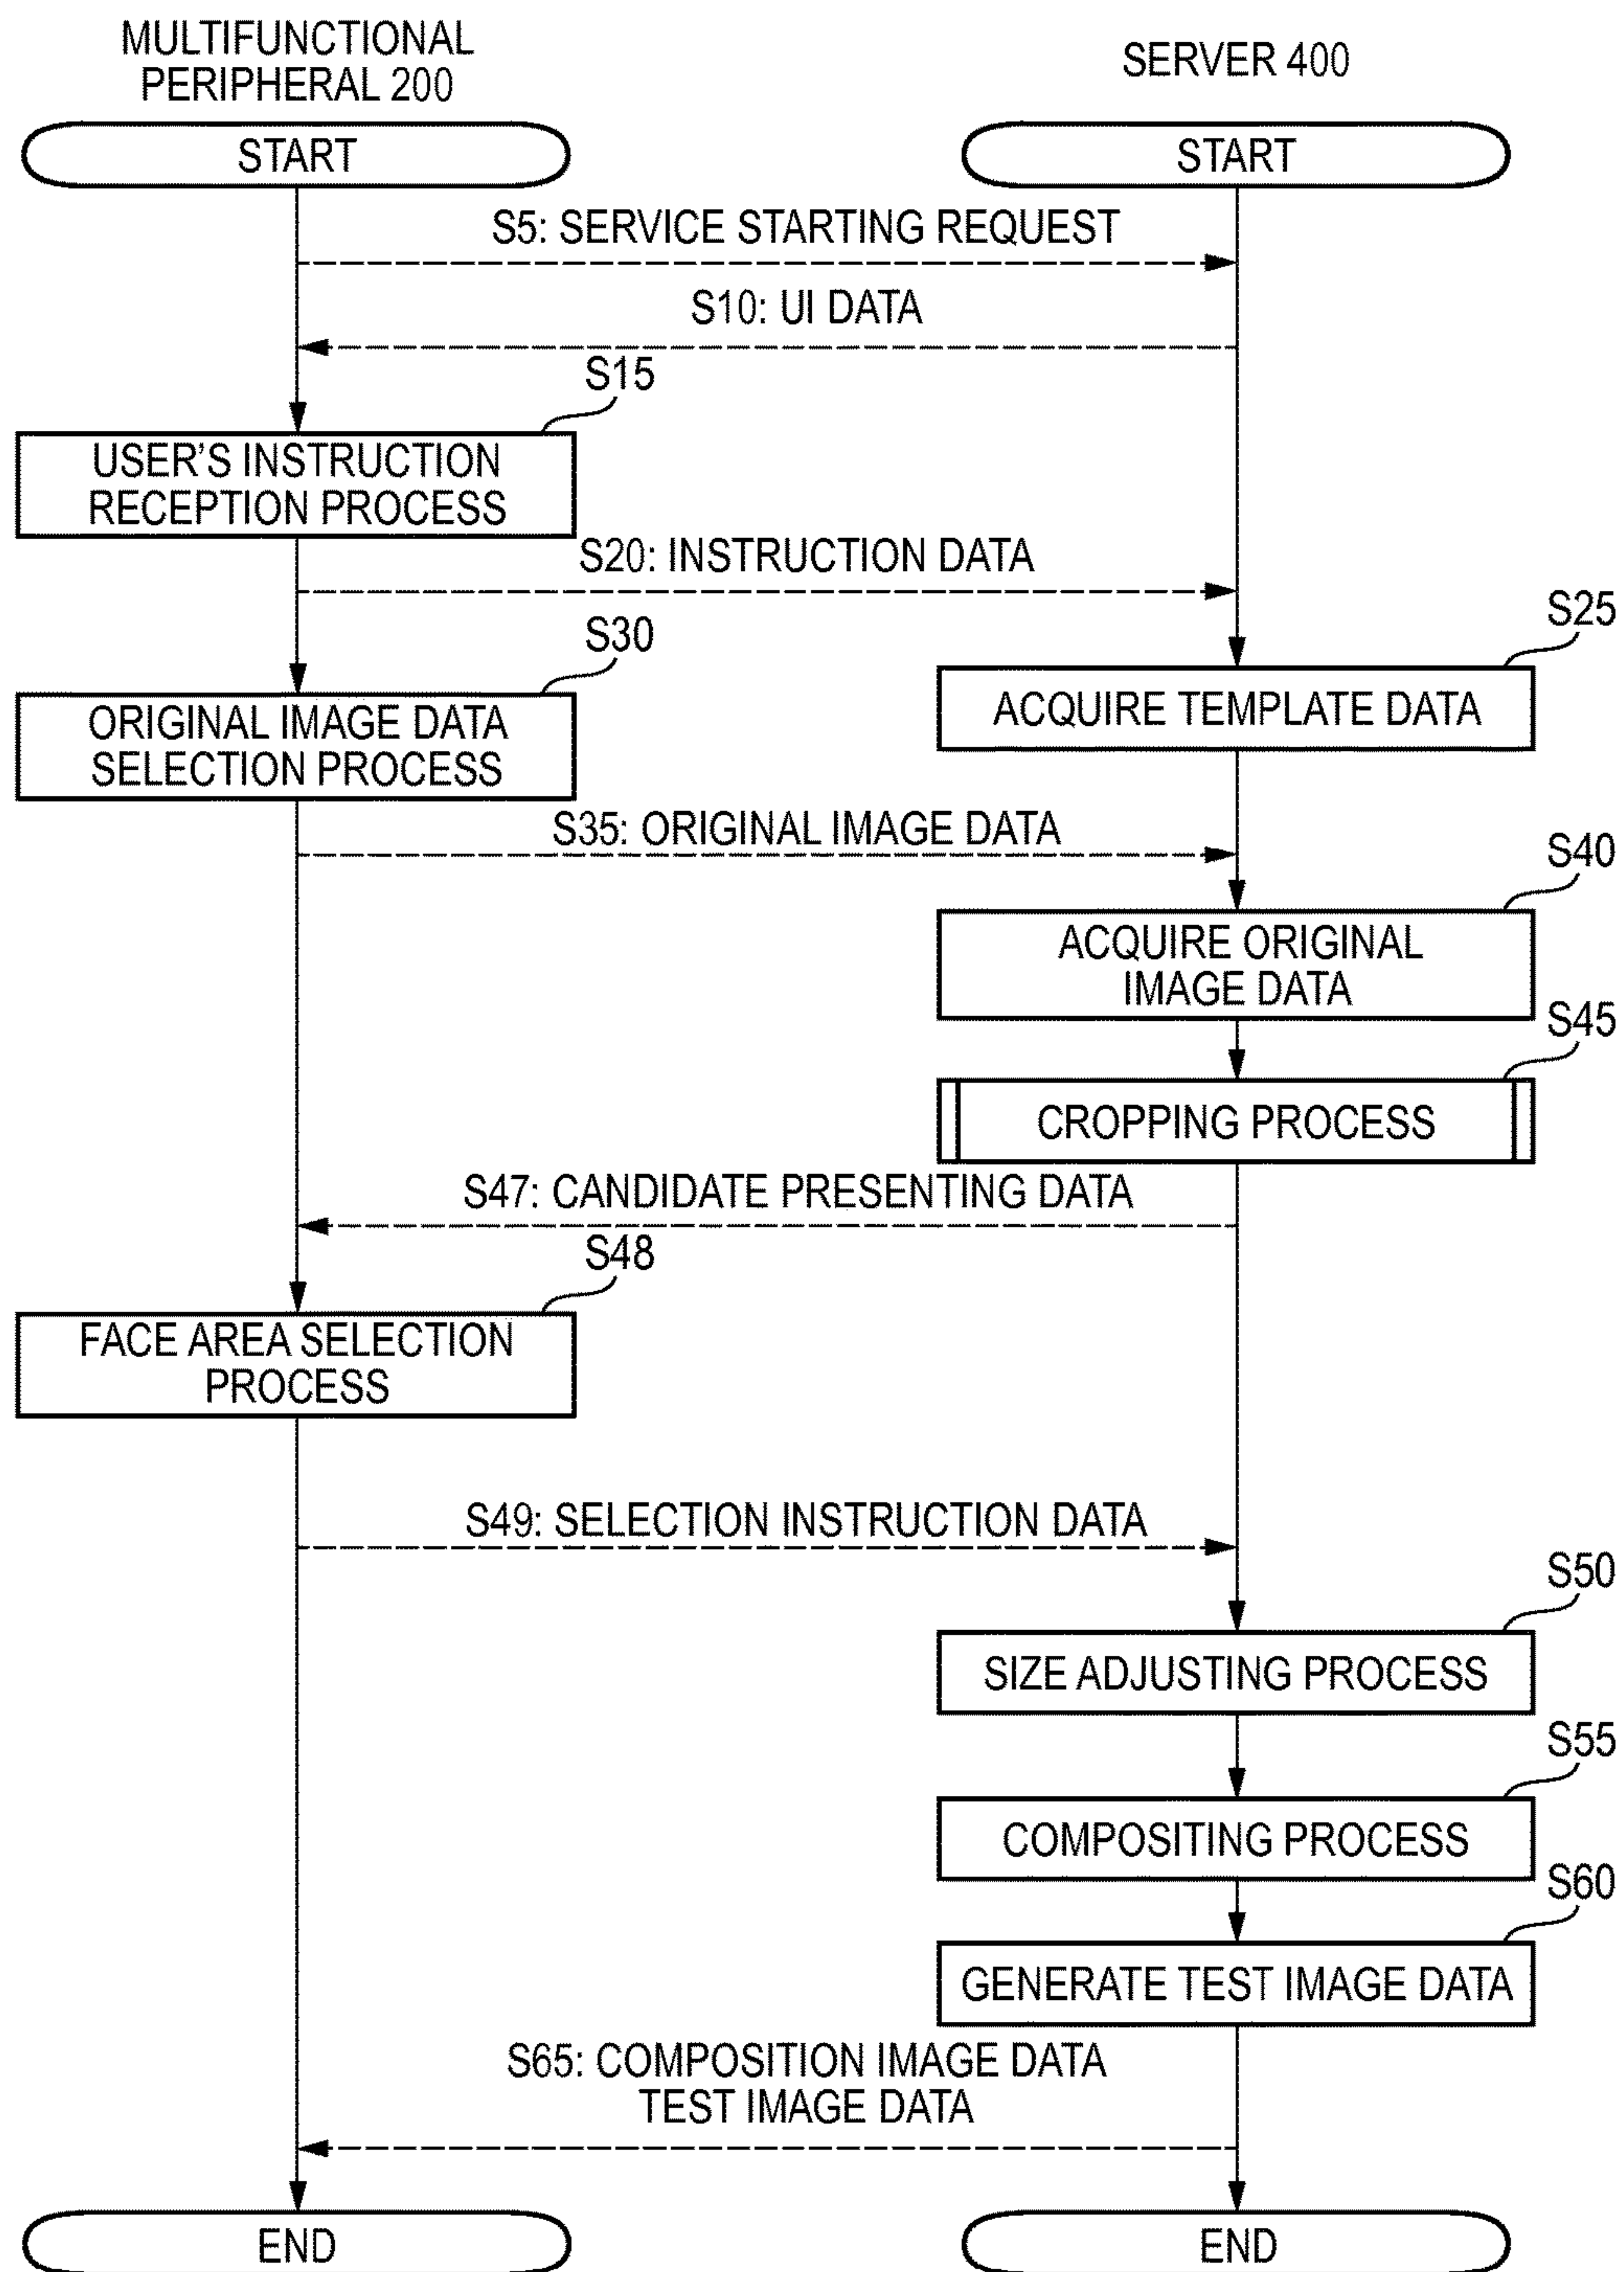 MULTIFUNCTIONAL
PERIPHERAL 200
SERVER 400
START
START
S5: SERVICE STARTING REQUEST
S10: UI DATA
S15
USER'S INSTRUCTION
RECEPTION PROCESS
S20: INSTRUCTION DATA
S25
S30
ACQUIRE TEMPLATE DATA
ORIGINAL IMAGE DATA
SELECTION PROCESS
S35: ORIGINAL IMAGE DATA
S40
ACQUIRE ORIGINAL
IMAGE DATA
S45
CROPPING PROCESS
S47: CANDIDATE PRESENTING DATA
S48
FACE AREA SELECTION
PROCESS
S49: SELECTION INSTRUCTION DATA
S50
SIZE ADJUSTING PROCESS
S55
COMPOSITING PROCESS
S60
GENERATE TEST IMAGE DATA
S65: COMPOSITION IMAGE DATA
TEST IMAGE DATA
END
END